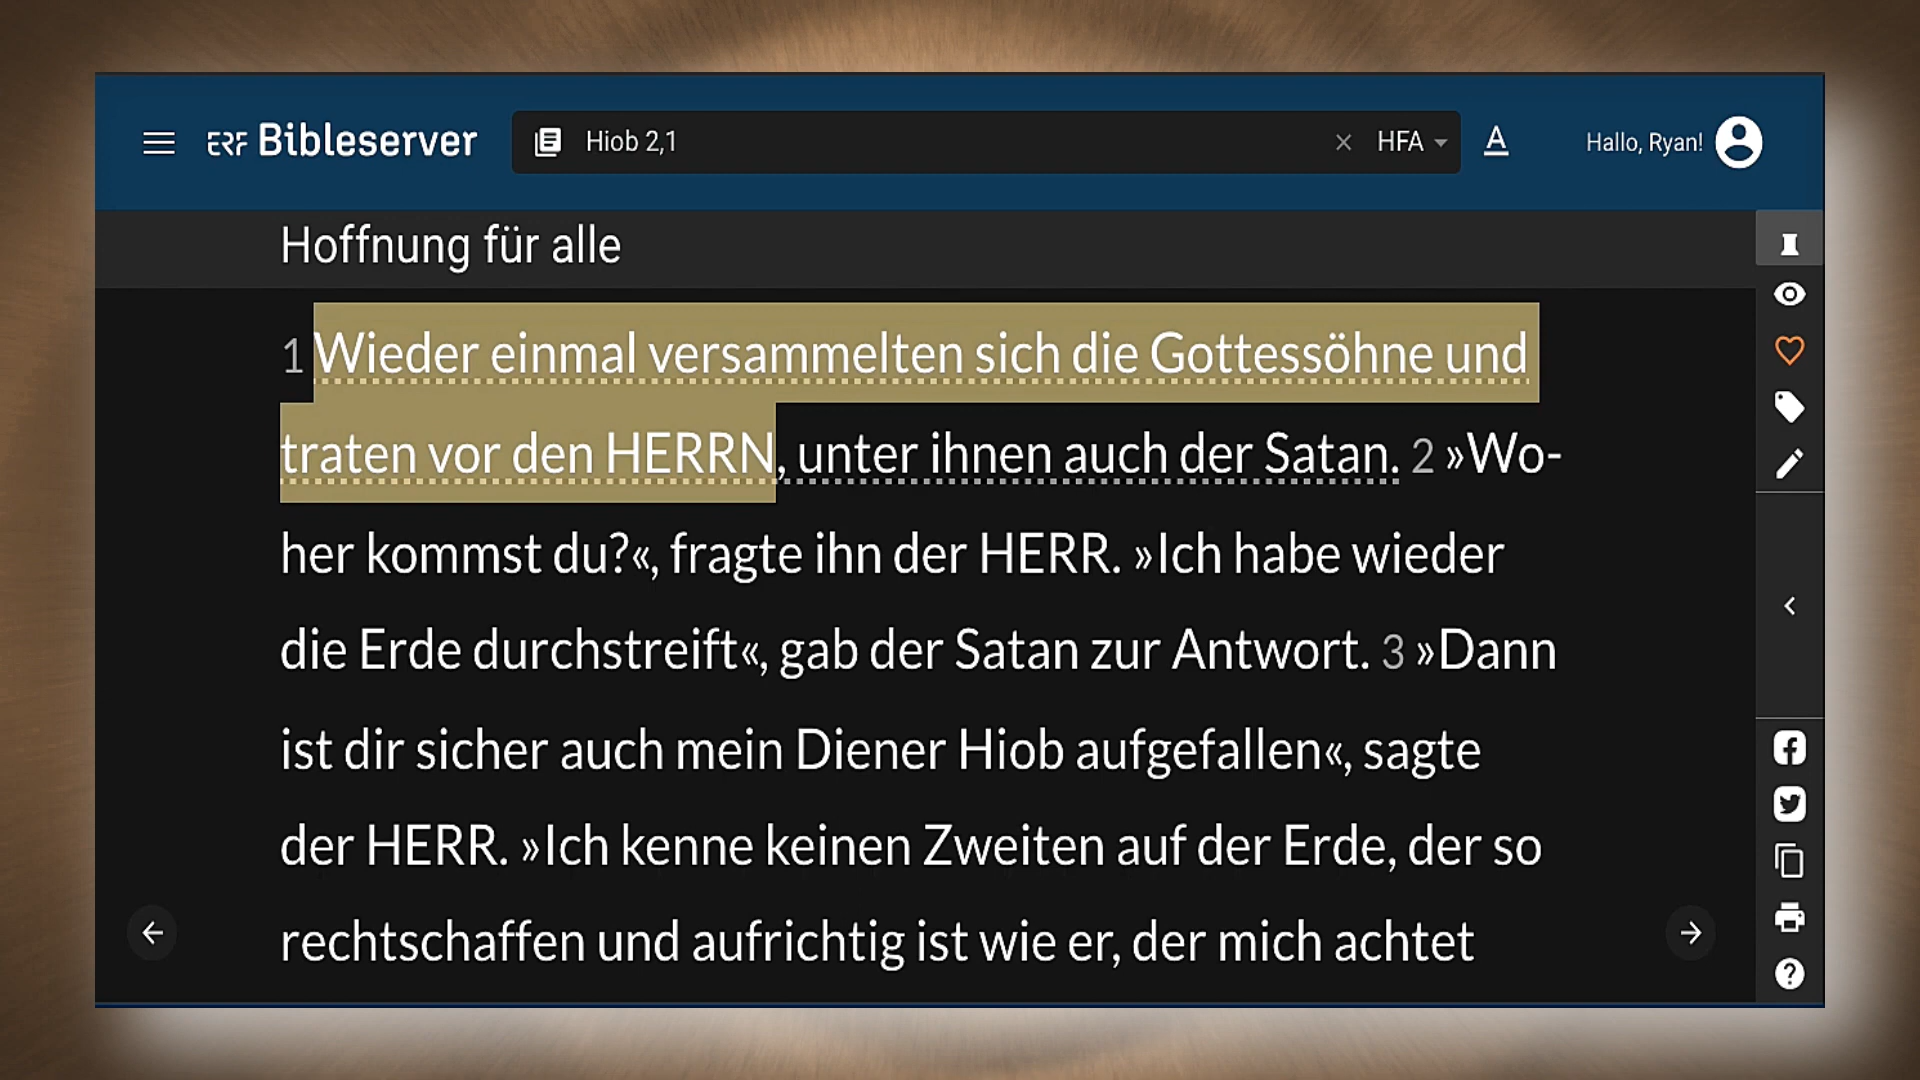 ERF Bibleserver
Hiob 2,1
× HFA
A
Hallo, Ryan!
Hoffnung für alle
1 Wieder einmal versammelten sich die Gottessöhne und
traten vor den HERRN, unter ihnen auch der Satan. 2 »Wo-
her kommst du?«, fragte ihn der HERR. »Ich habe wieder
die Erde durchstreift«, gab der Satan zur Antwort. 3 »Dann
ist dir sicher auch mein Diener Hiob aufgefallen«, sagte
der HERR. »Ich kenne keinen Zweiten auf der Erde, der so
rechtschaffen und aufrichtig ist wie er, der mich achtet